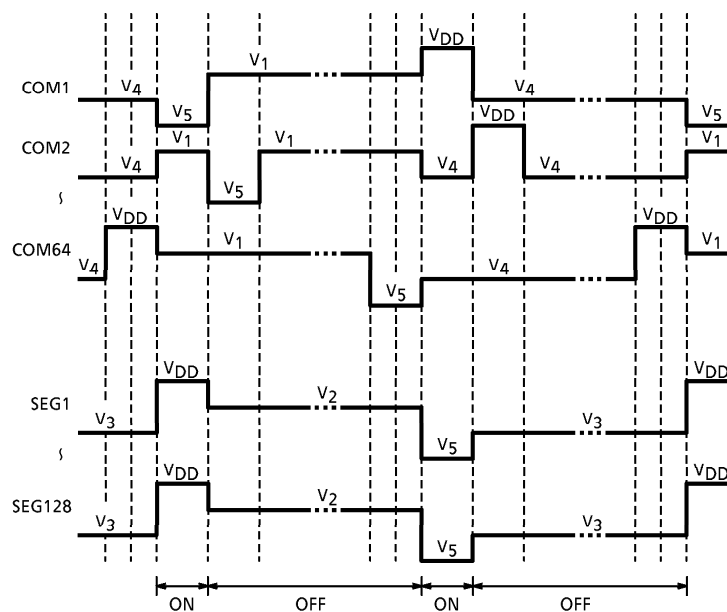 VDD
COM1 V4 V5 V1 V4 V5
VDD
COM2 V4 V1 V5 V1 V4 V4 V1
VDD VDD
COM64 V4 V1 V5 V4 V1
VDD VDD
SEG1 V3 V2 V5 V3
VDD VDD
SEG128 V3 V2 V5 V3
ON OFF ON OFF